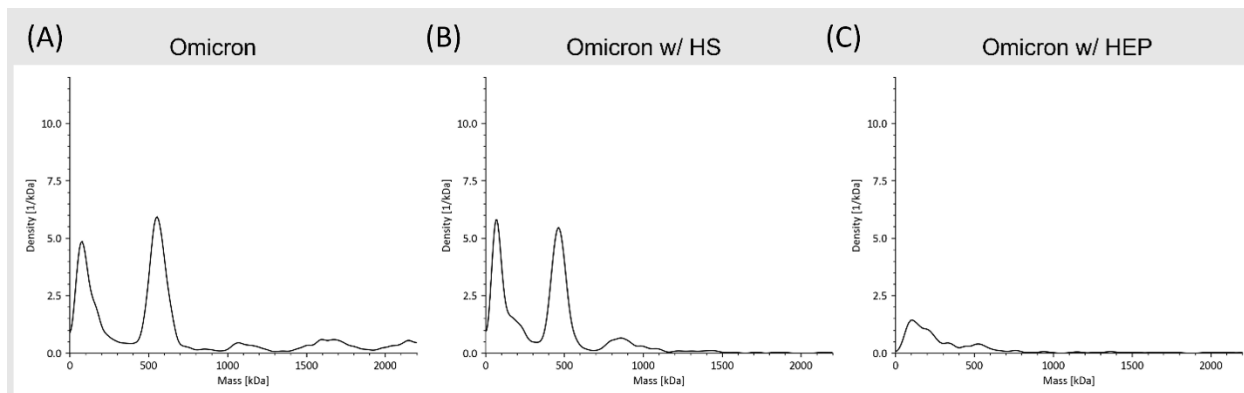 (A) Omicron
10.0
7.5
5.0
2.5
0.0
Density [1/kDa]
0 500 1000 1500 2000
Mass [kDa]
(B) Omicron w/ HS
10.0
7.5
5.0
2.5
0.0
Density [1/kDa]
0 500 1000 1500 2000
Mass [kDa]
(C) Omicron w/ HEP
10.0
7.5
5.0
2.5
0.0
Density [1/kDa]
0 500 1000 1500 2000
Mass [kDa]